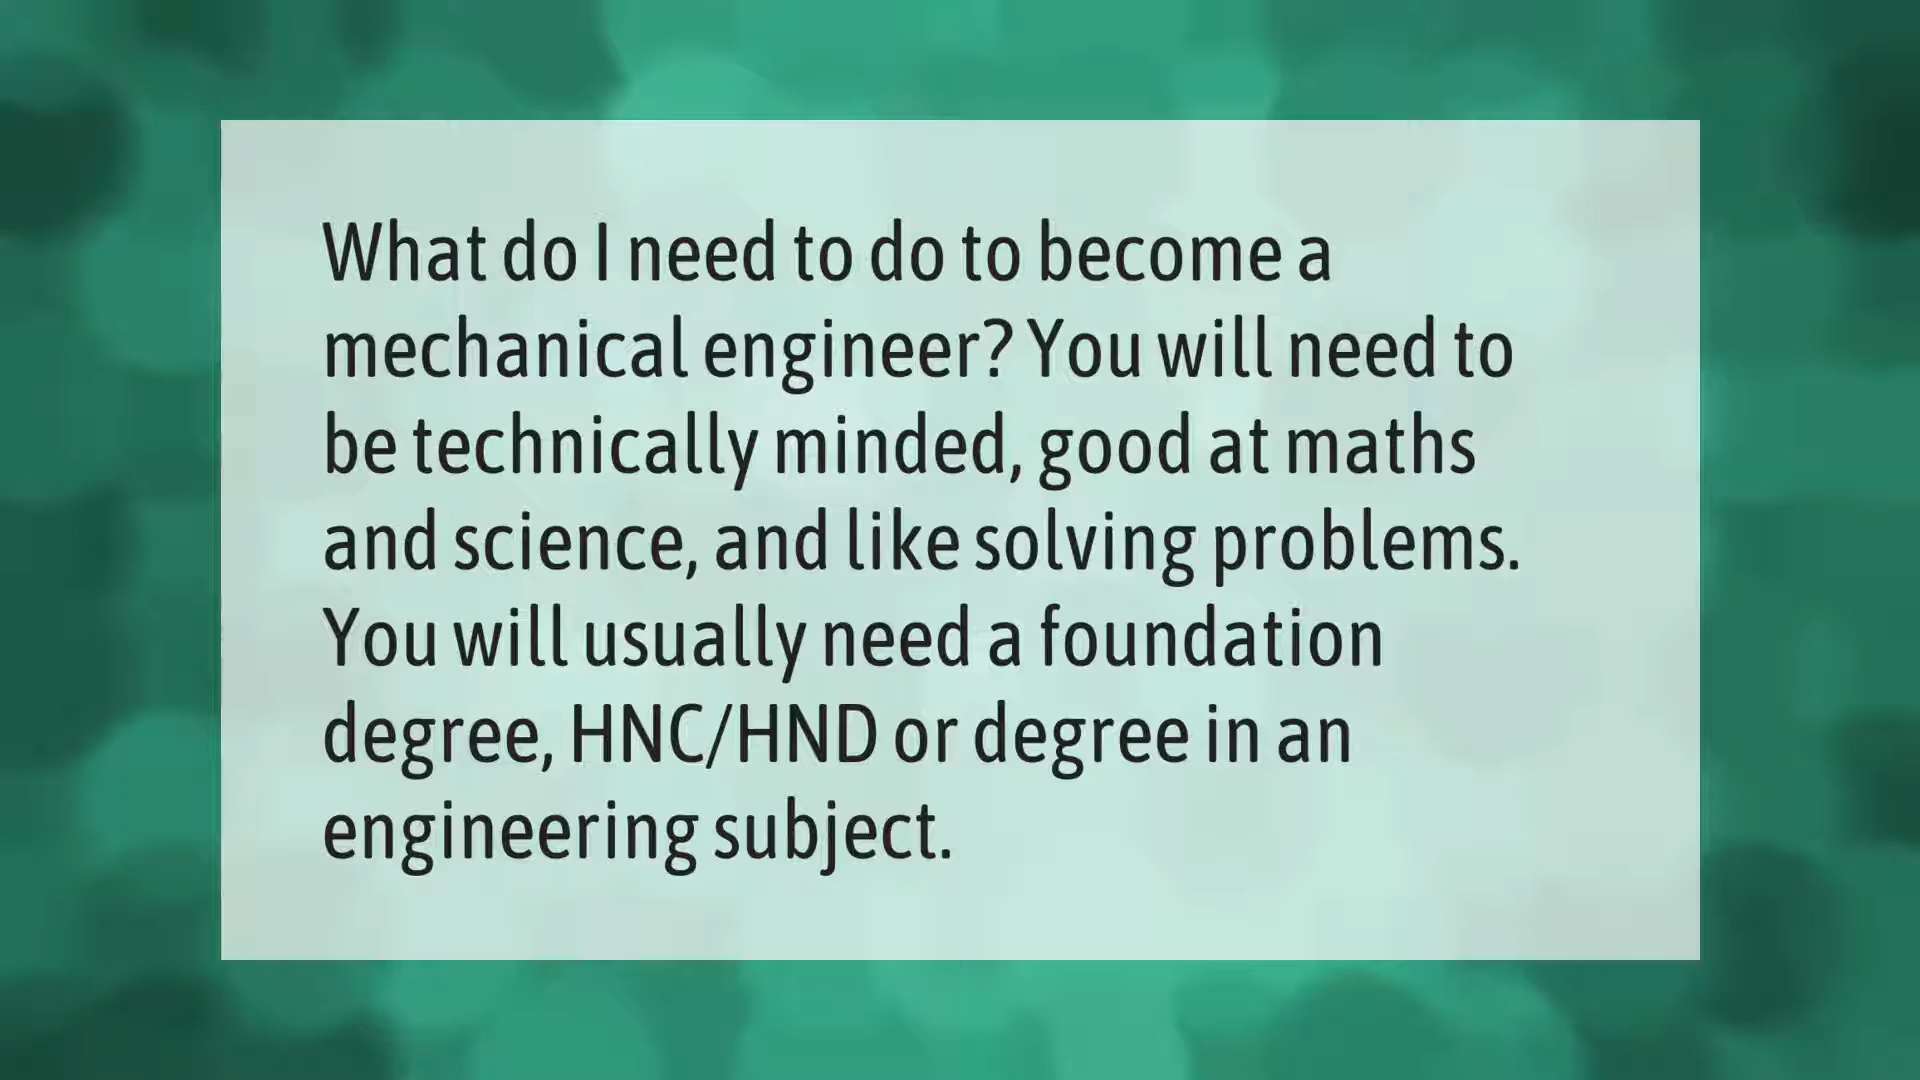 What do I need to do to become a
mechanical engineer? You will need to
be technically minded, good at maths
and science, and like solving problems.
You will usually need a foundation
degree, HNC/HND or degree in an
engineering subject.